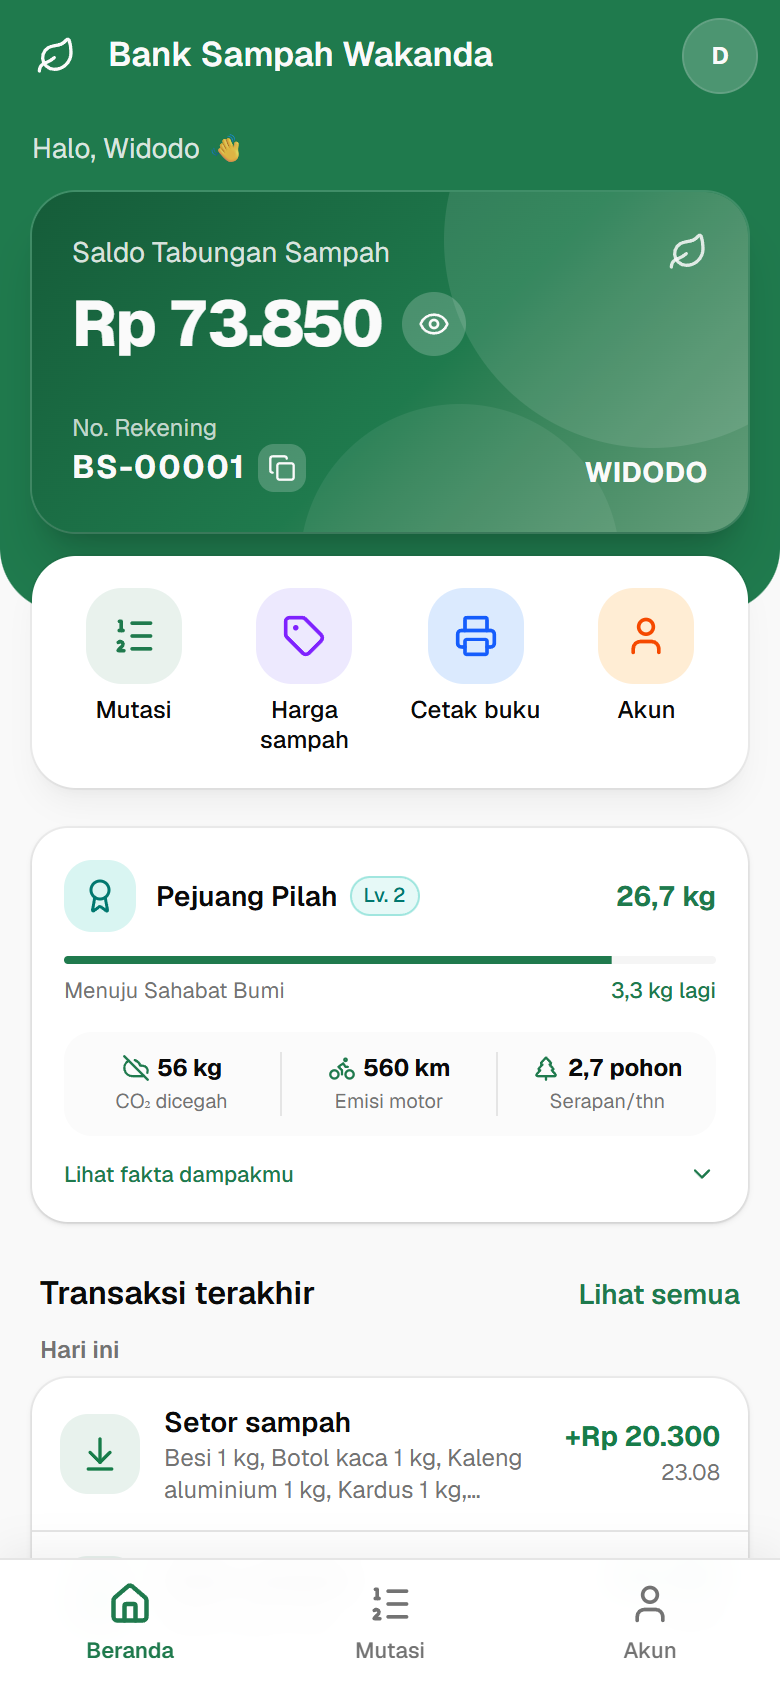 Bank Sampah Wakanda
D
Halo, Widodo 👋
Saldo Tabungan Sampah
Rp 73.850
No. Rekening
BS-00001
WIDODO
Mutasi
Harga
sampah
Cetak buku
Akun
Pejuang Pilah
Lv. 2
26,7 kg
Menuju Sahabat Bumi
3,3 kg lagi
56 kg
CO₂ dicegah
560 km
Emisi motor
2,7 pohon
Serapan/thn
Lihat fakta dampakmu
Transaksi terakhir
Lihat semua
Hari ini
Setor sampah
+Rp 20.300
Besi 1 kg, Botol kaca 1 kg, Kaleng
aluminium 1 kg, Kardus 1 kg,...
23.08
Beranda
Mutasi
Akun